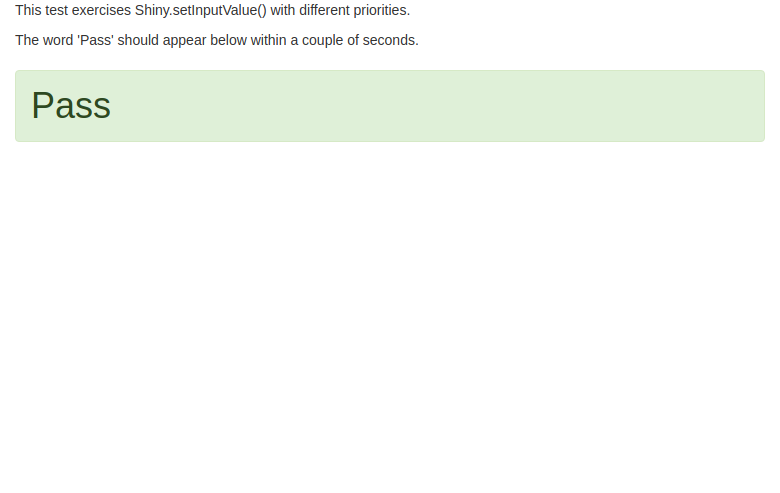 This test exercises Shiny.setInputValue() with different priorities.
The word 'Pass' should appear below within a couple of seconds.
Pass